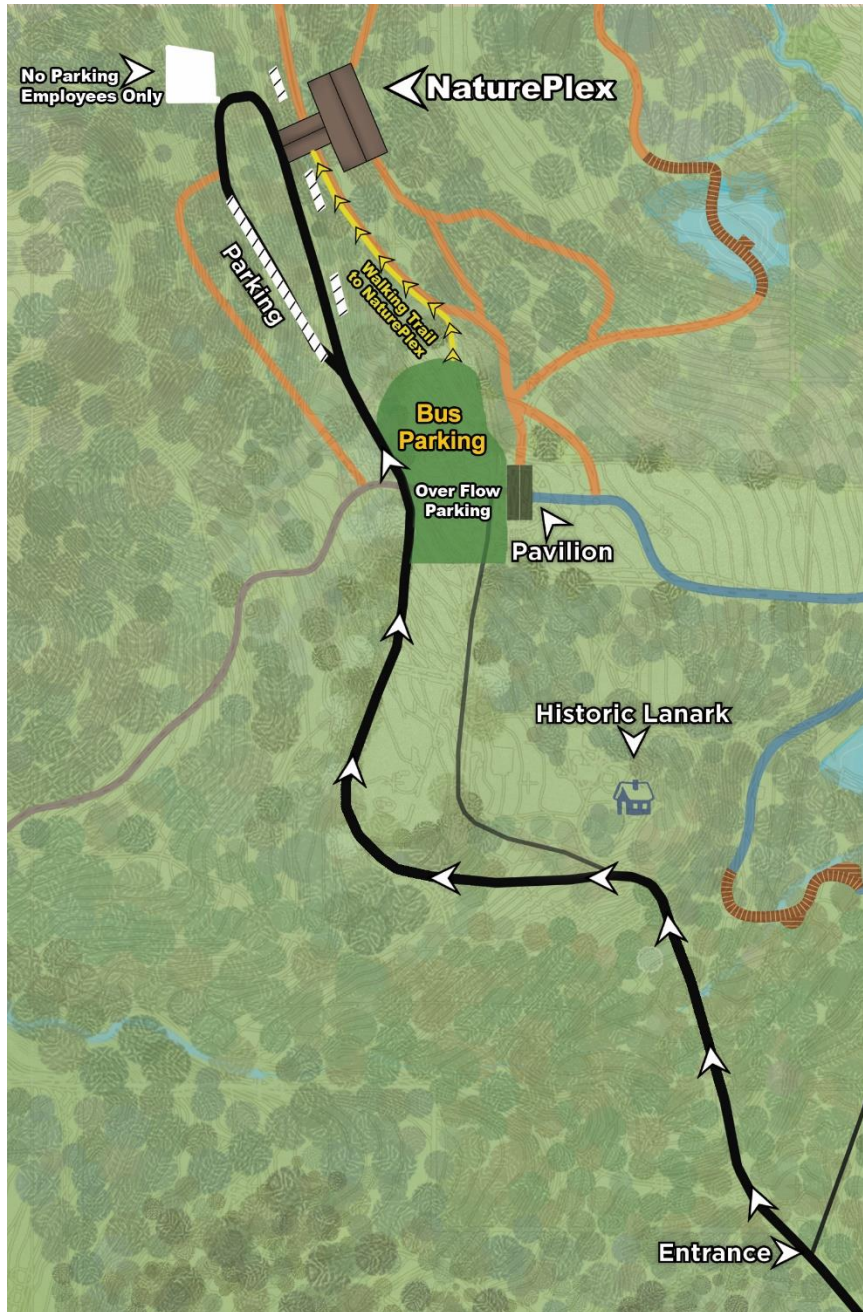 No Parking
Employees Only
NaturePlex
Parking
Walking Trail
to NaturePlex
Bus
Parking
Over Flow
Parking
Pavilion
Historic Lanark
Entrance